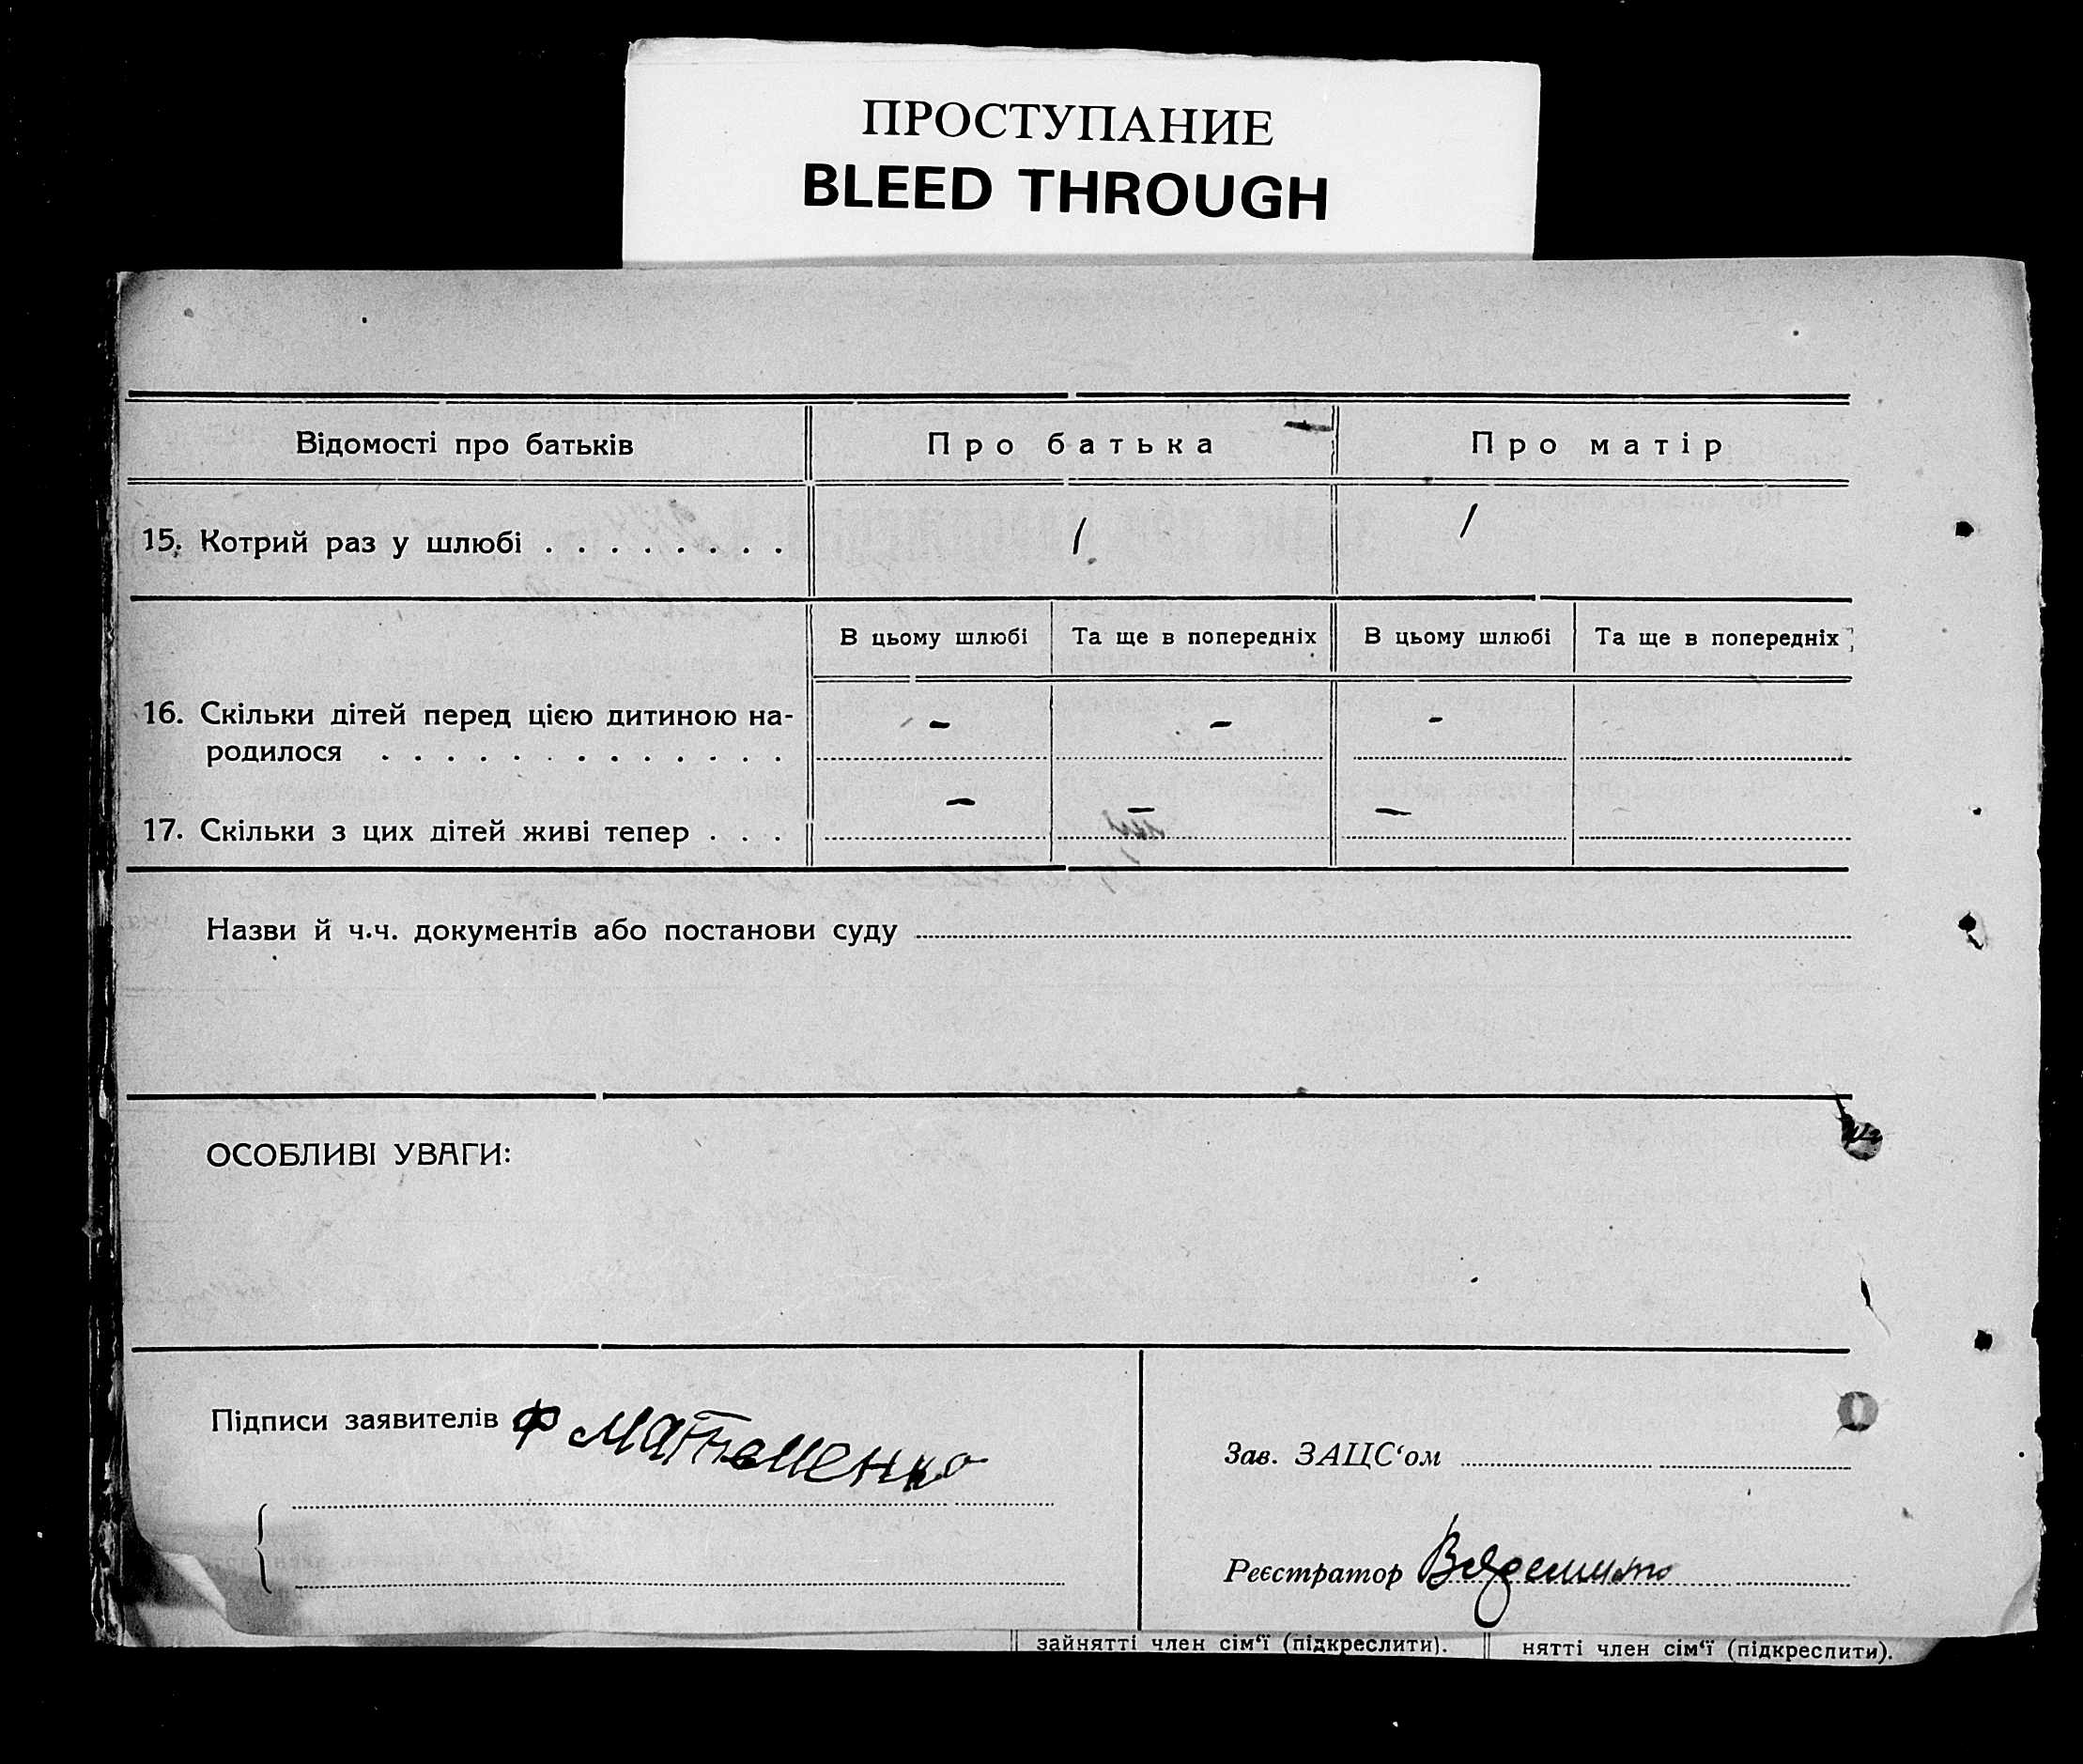 ПРОСТУПАНИЕ
BLEED THROUGH
Відомості про батьків Про батька Про матір
15. Котрий раз у шлюбі . . . . . . . . 1 1
В цьому шлюбі Та ще в попередніх В цьому шлюбі Та ще в попередніх
16. Скільки дітей перед цією дитиною на- - - -
родилося . . . . . . . . . . . . .
17. Скільки з цих дітей живі тепер . . . - - -
Назви й ч.ч. документів або постанови суду
ОСОБЛИВІ УВАГИ:
Підписи заявителів Ф
Зав. ЗАЦС‘ом
Реєстратор
зайнятті член сім‘ї (підкреслити). нятті член сім‘ї (підкреслити).